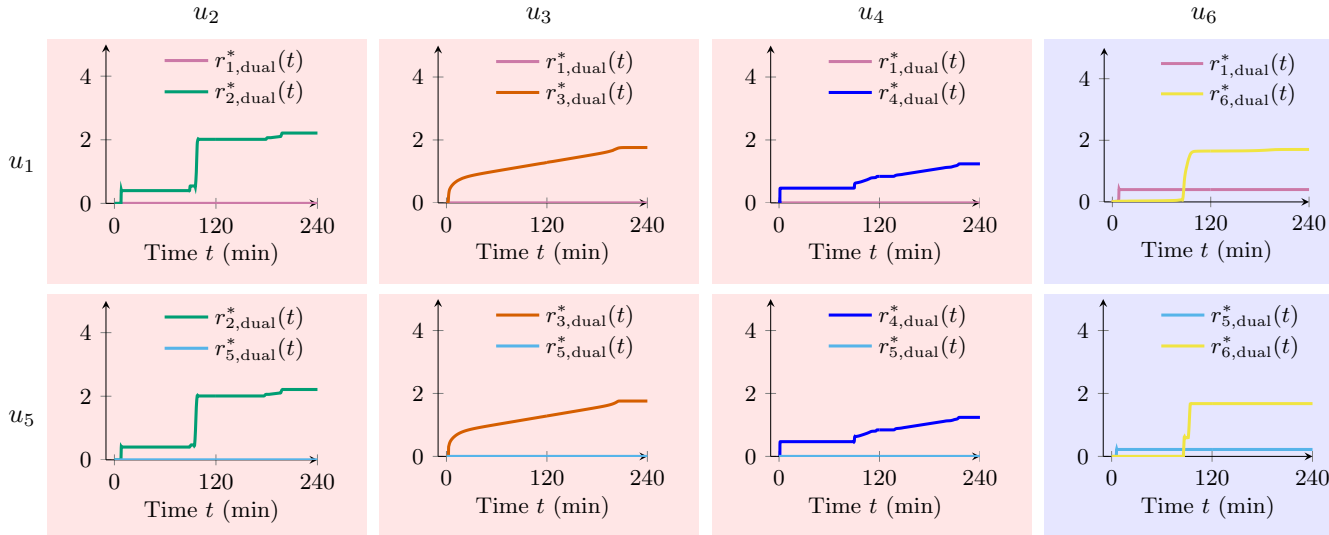 u₂ u₃ u₄ u₆
u₁
r*₁,dual(t)
r*₂,dual(t)
4
2
0
0 120 240
Time t (min)
r*₁,dual(t)
r*₃,dual(t)
4
2
0
0 120 240
Time t (min)
r*₁,dual(t)
r*₄,dual(t)
4
2
0
0 120 240
Time t (min)
r*₁,dual(t)
r*₆,dual(t)
4
2
0
0 120 240
Time t (min)
u₅
r*₂,dual(t)
r*₅,dual(t)
4
2
0
0 120 240
Time t (min)
r*₃,dual(t)
r*₅,dual(t)
4
2
0
0 120 240
Time t (min)
r*₄,dual(t)
r*₅,dual(t)
4
2
0
0 120 240
Time t (min)
r*₅,dual(t)
r*₆,dual(t)
4
2
0
0 120 240
Time t (min)